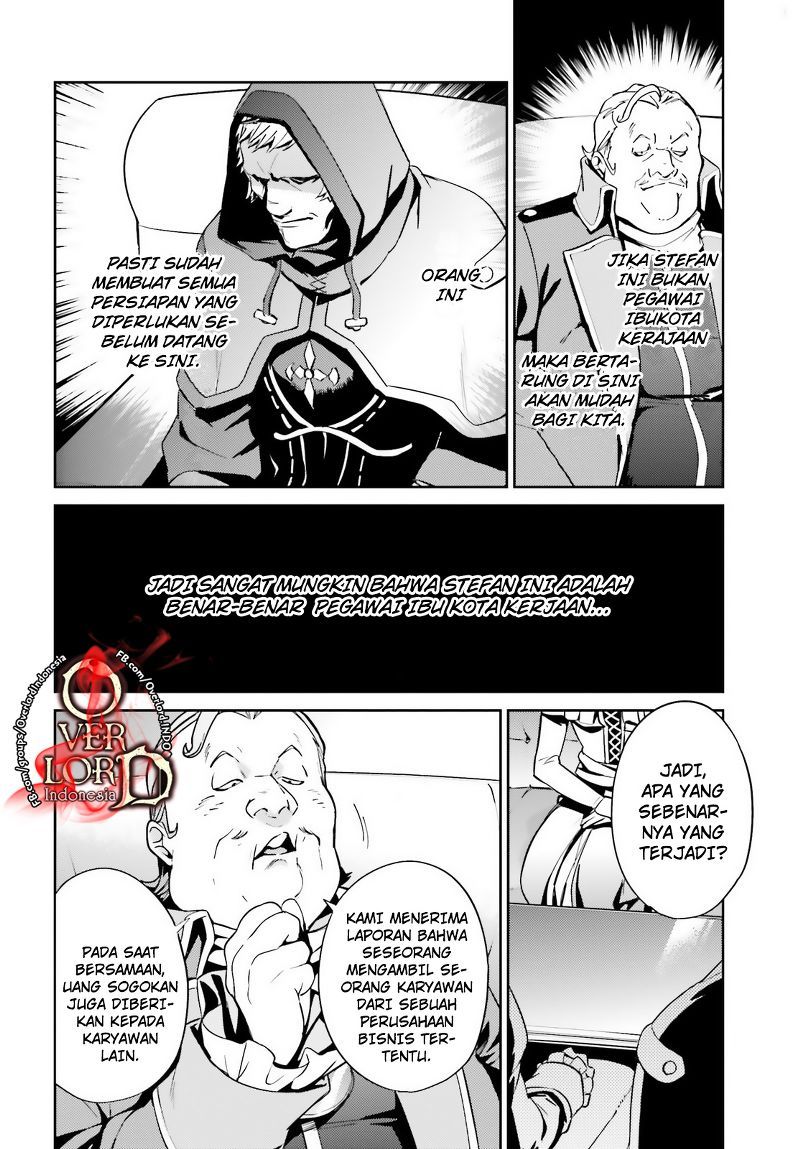 JIKA STEFAN
INI BUKAN
PEGAWAI
IBUKOTA
KERAJAAN
MAKA BERTA-
RUNG DI SINI
AKAN MUDAH
BAGI KITA.
ORANG
INI
PASTI SUDAH
MEMBUAT SEMUA
PERSIAPAN YANG
DIPERLUKAN SE-
BELUM DATANG
KE SINI.
JADI SANGAT MUNGKIN BAHWA STEFAN INI ADALAH
BENAR-BENAR PEGAWAI IBU KOTA KERJAAN...
FB.com/groups/OverlordIndonesia
FB.com/Overlord.INDO
OVERLORD
Indonesia
JADI,
APA YANG
SEBENAR-
NYA YANG
TERJADI?
KAMI MENERIMA
LAPORAN BAHWA
SESEORANG
MENGAMBIL SE-
ORANG KARYAWAN
DARI SEBUAH
PERUSAHAAN
BISNIS TER-
TENTU.
PADA SAAT
BERSAMAAN,
UANG SOGOKAN
JUGA DIBERI-
KAN KEPADA
KARYAWAN
LAIN.